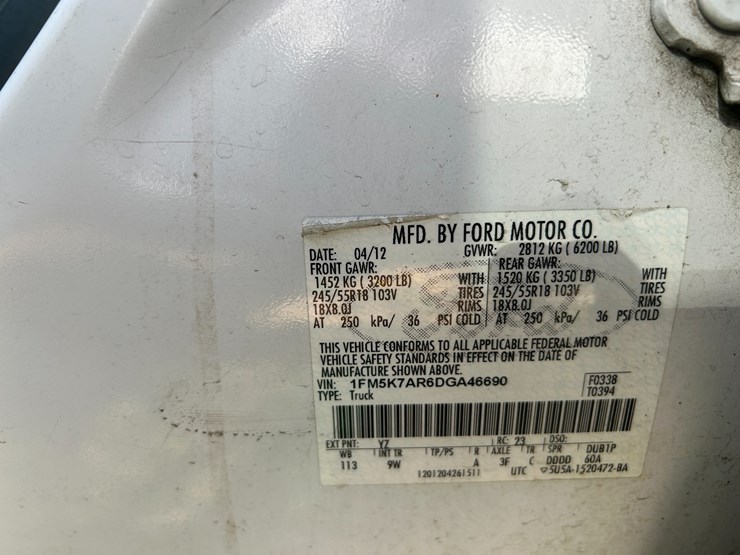 MFD. BY FORD MOTOR CO.
DATE: 04/12 GVWR: 2812 KG ( 6200 LB)
FRONT GAWR: REAR GAWR:
1452 KG ( 3200 LB) WITH 1520 KG ( 3350 LB) WITH
245/55R18 103V TIRES 245/55R18 103V TIRES
18X8.0J RIMS 18X8.0J RIMS
AT 250 kPa/ 36 PSI COLD AT 250 kPa/ 36 PSI COLD
THIS VEHICLE CONFORMS TO ALL APPLICABLE FEDERAL MOTOR
VEHICLE SAFETY STANDARDS IN EFFECT ON THE DATE OF
MANUFACTURE SHOWN ABOVE.
VIN: 1FM5K7AR6DGA46690 F0338
TYPE: Truck T0394
EXT PNT: YZ RC: 23 DSO:
WB INT TR TP/PS R AXLE TR SPR DUB1P
113 9W A 3F C DDDD 60A
1201204261511 UTC 5U5A-1520472-BA